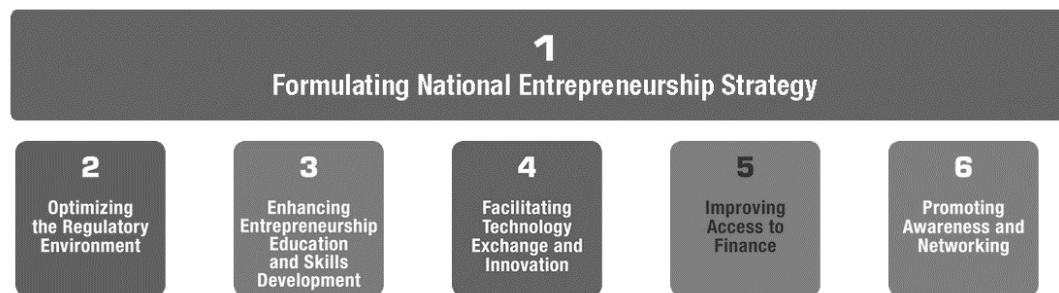 1
Formulating National Entrepreneurship Strategy
2
Optimizing
the Regulatory
Environment
3
Enhancing
Entrepreneurship
Education
and Skills
Development
4
Facilitating
Technology
Exchange and
Innovation
5
Improving
Access to
Finance
6
Promoting
Awareness and
Networking